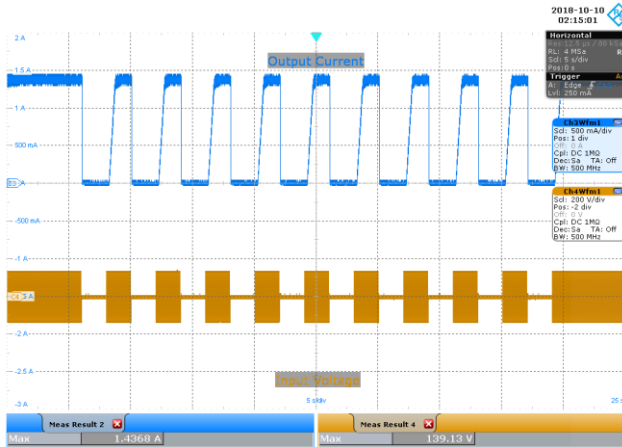 2018-10-10
02:15:01
Horizontal
RL: 4 MSa
Scl: 5 s/div
Pos: 0 s
Trigger
A: Edge
Lvl: 250 mA
2 A
Output Current
1.5 A
1 A
500 mA
-500 mA
-1 A
-2 A
-2.5 A
-3 A
Ch3Wfm1
Scl: 500 mA/div
Pos: 1 div
Off: 0 A
Cpl: DC 1MΩ
Dec: Sa TA: Off
BW: 500 MHz
Ch4Wfm1
Scl: 200 V/div
Pos: -2 div
Off: 0 V
Cpl: DC 1MΩ
Dec: Sa TA: Off
BW: 500 MHz
Input Voltage
5 s/div
25 s
Meas Result 2
Meas Result 4
Max 1.4368 A
Max 139.13 V